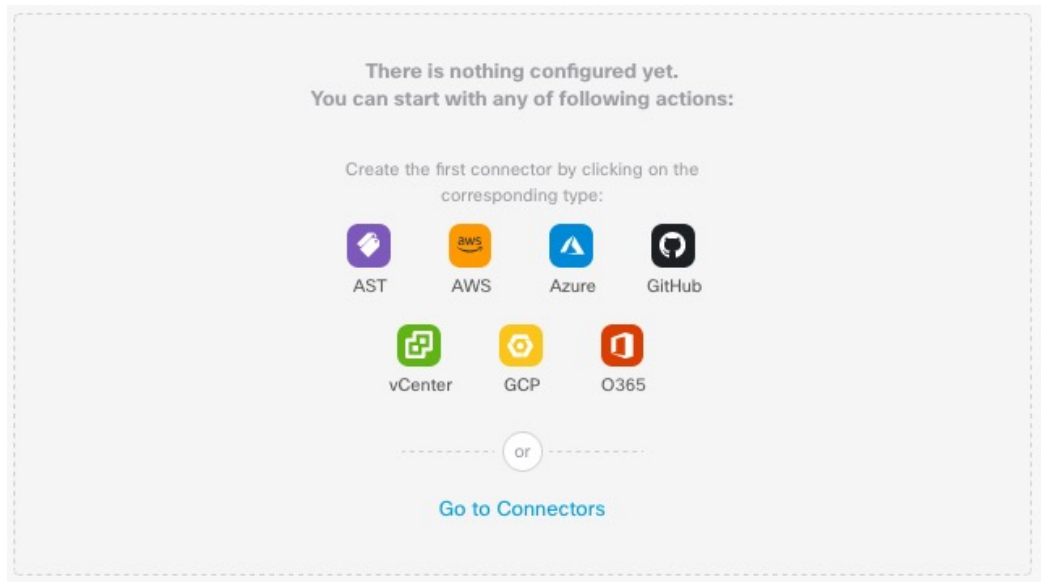 There is nothing configured yet.
You can start with any of following actions:
Create the first connector by clicking on the
corresponding type:
aws
AST AWS Azure GitHub
vCenter GCP O365
or
Go to Connectors